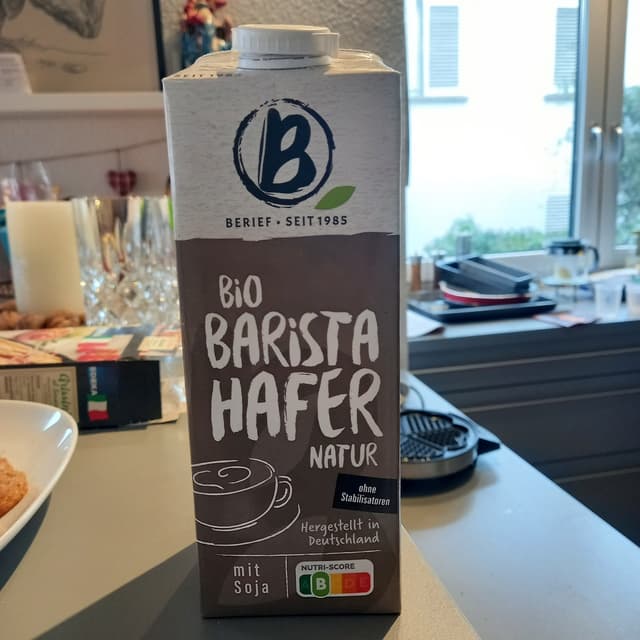 B
BERIEF • SEIT 1985
BiO
BARiSTA
HAFER
NATUR
ohne
Stabilisatoren
Hergestellt in
Deutschland
mit
Soja
NUTRI-SCORE
B